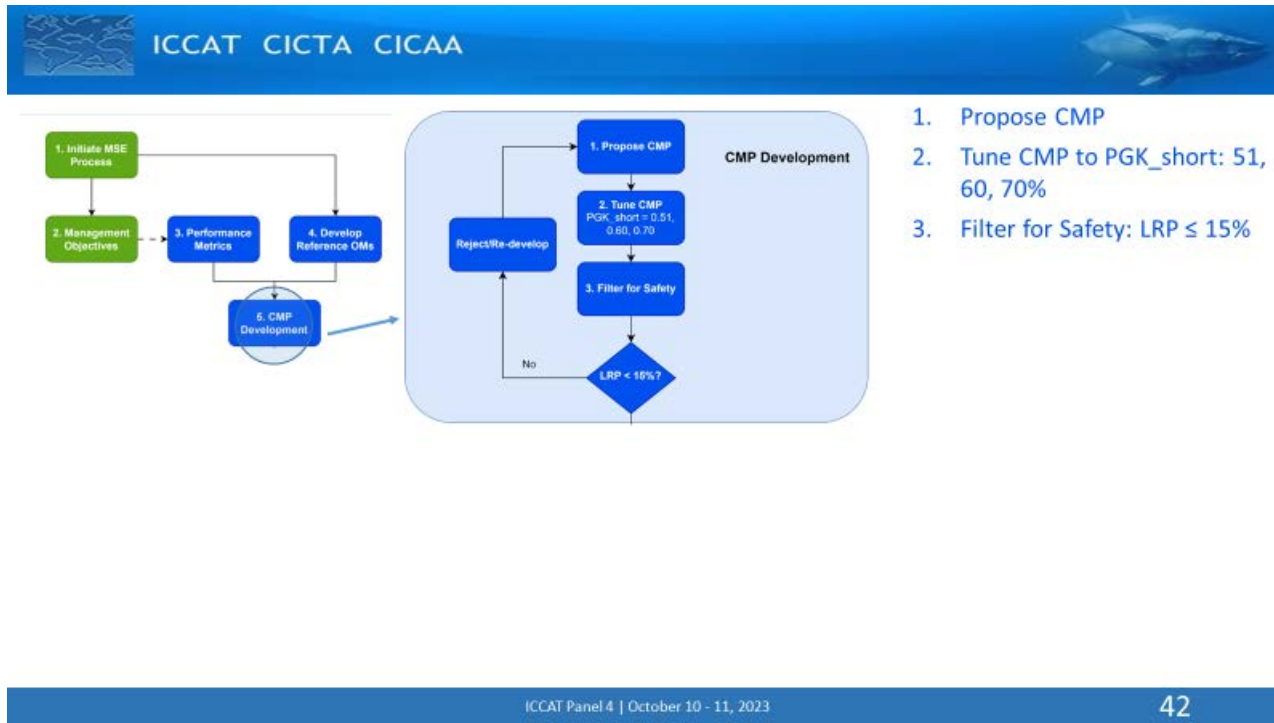 ICCAT CICTA CICAA
1. Initiate MSE
Process
2. Management
Objectives
3. Performance
Metrics
4. Develop
Reference OMs
5. CMP
Development
CMP Development
1. Propose CMP
2. Tune CMP
PGK_short = 0.51,
0.60, 0.70
Reject/Re-develop
3. Filter for Safety
No
LRP < 15%?
1. Propose CMP
2. Tune CMP to PGK_short: 51,
60, 70%
3. Filter for Safety: LRP ≤ 15%
ICCAT Panel 4 | October 10 - 11, 2023
42